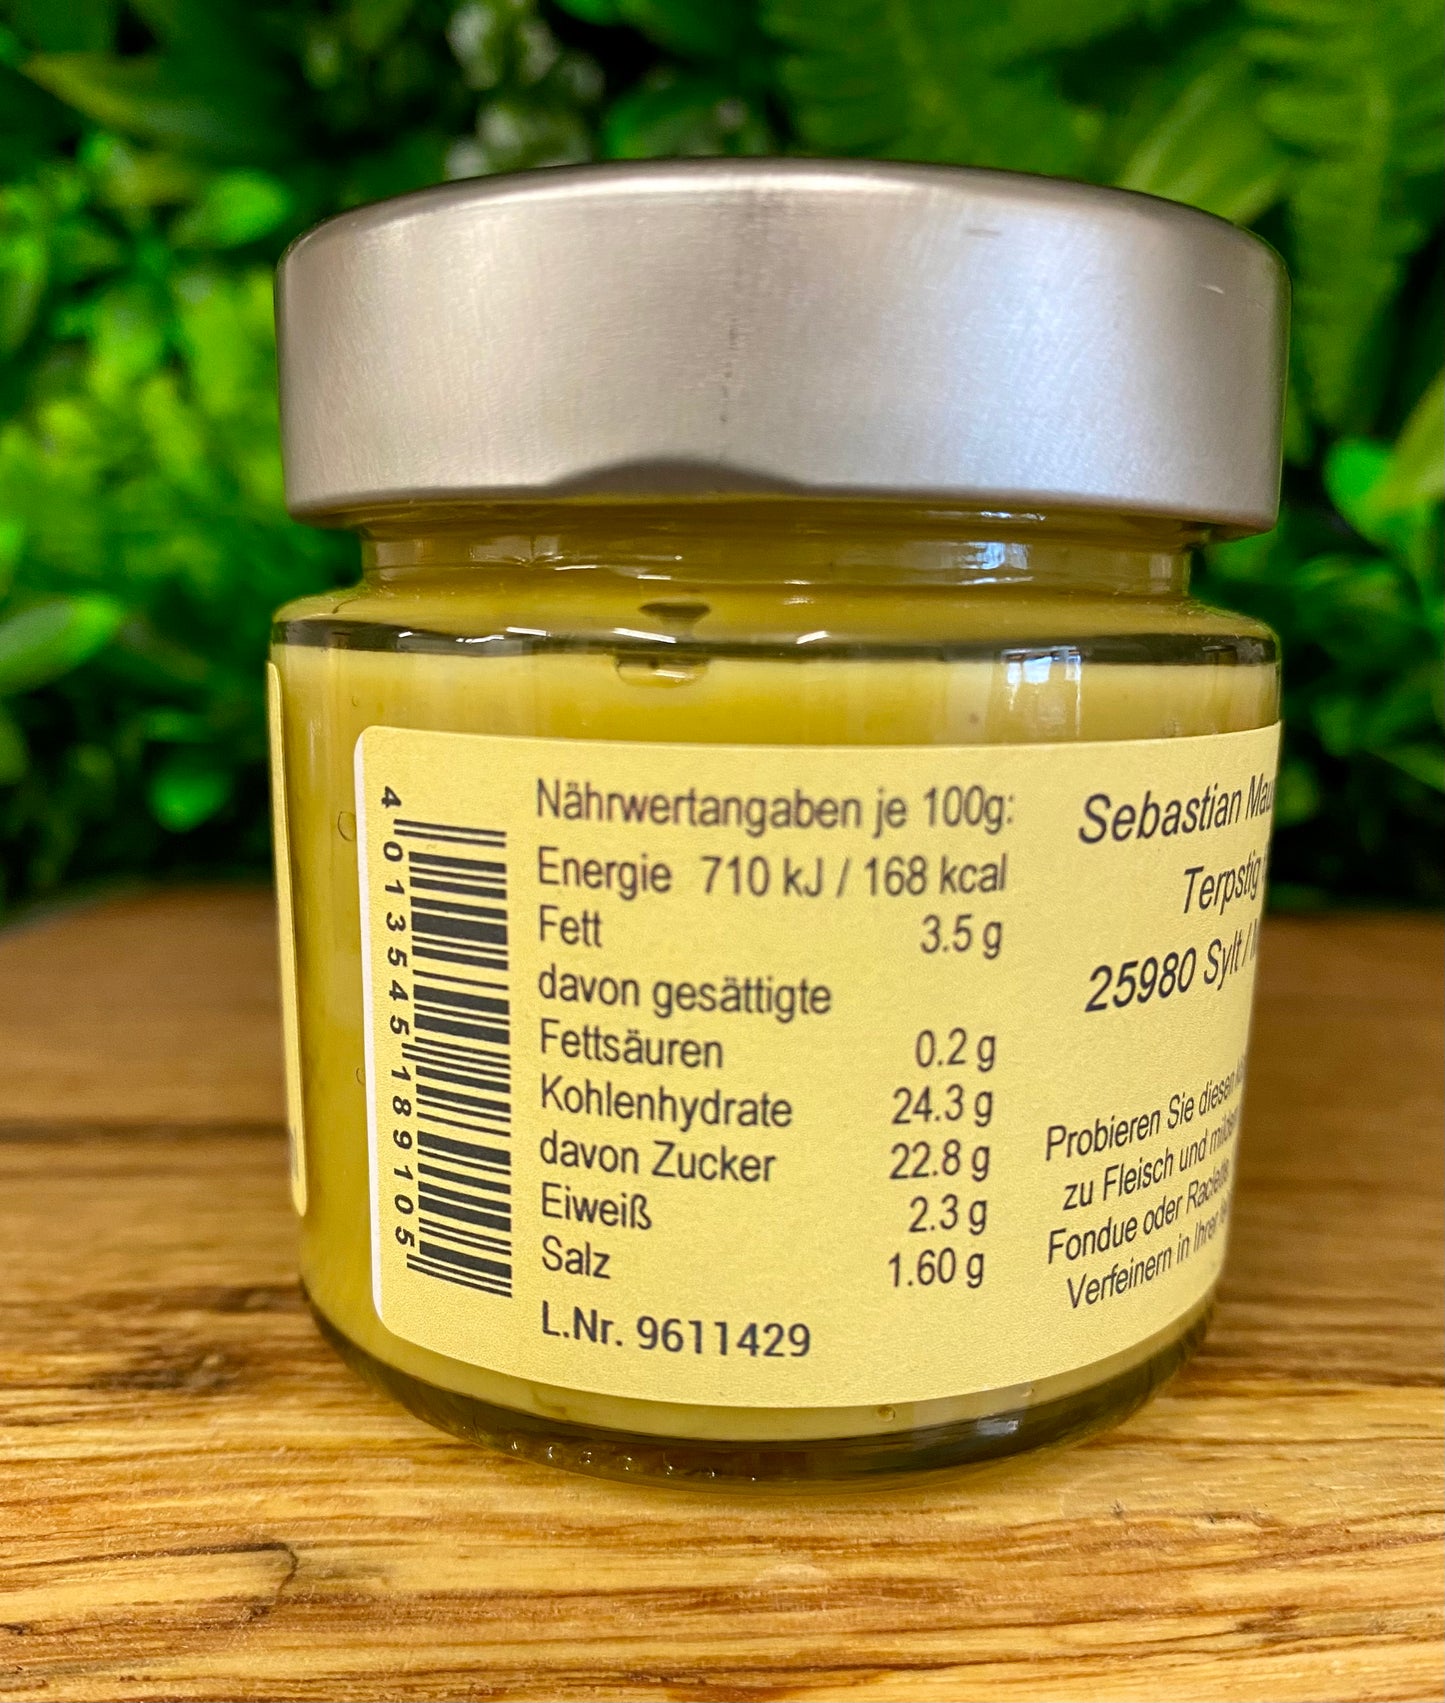 4 013545 189105
Nährwertangaben je 100g:
Energie 710 kJ / 168 kcal
Fett 3.5 g
davon gesättigte
Fettsäuren 0.2 g
Kohlenhydrate 24.3 g
davon Zucker 22.8 g
Eiweiß 2.3 g
Salz 1.60 g
L.Nr. 9611429
Sebastian
Terpstig
25980 Sylt /
Probieren Sie diesen
zu Fleisch und
Fondue oder Raclette
Verfeinern in Ihrer